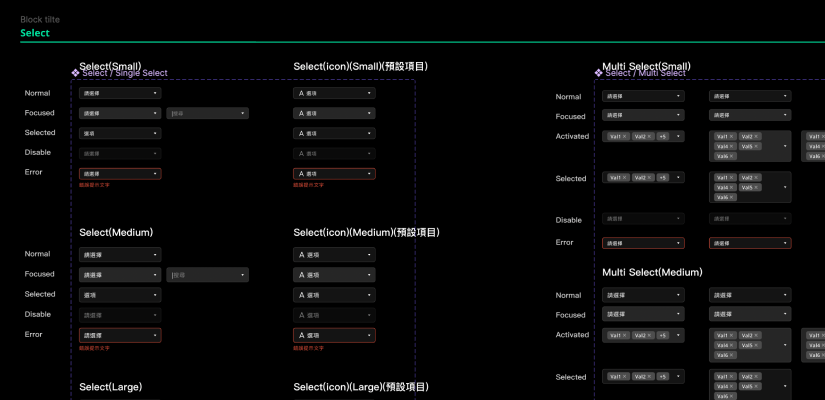 Block tilte
Select
Select(Small)
Select(icon)(Small)(預設項目)
Multi Select(Small)
Select / Single Select
Select / Multi Select
Normal
請選擇
A 選項
Normal
請選擇
請選擇
Focused
請選擇
搜尋
A 選項
Focused
請選擇
請選擇
Selected
選項
A 選項
Activated
Val1 × Val2 × +5
Val1 × Val2 ×
Val4 × Val5 ×
Val6 ×
Val1 ×
Val4 ×
Val6 ×
Disable
請選擇
A 選項
Error
請選擇
A 選項
錯誤提示文字
錯誤提示文字
Selected
Val1 × Val2 × +5
Val1 × Val2 ×
Val4 × Val5 ×
Val6 ×
Disable
請選擇
請選擇
Error
請選擇
請選擇
Select(Medium)
Select(icon)(Medium)(預設項目)
Multi Select(Medium)
Normal
請選擇
A 選項
Focused
請選擇
搜尋
A 選項
Selected
選項
A 選項
Disable
請選擇
A 選項
Error
請選擇
A 選項
錯誤提示文字
錯誤提示文字
Normal
請選擇
請選擇
Focused
請選擇
請選擇
Activated
Val1 × Val2 × +5
Val1 × Val2 ×
Val4 × Val5 ×
Val6 ×
Val1 ×
Val4 ×
Val6 ×
Selected
Val1 × Val2 × +5
Val1 × Val2 ×
Val4 × Val5 ×
Val6 ×
Select(Large)
Select(icon)(Large)(預設項目)